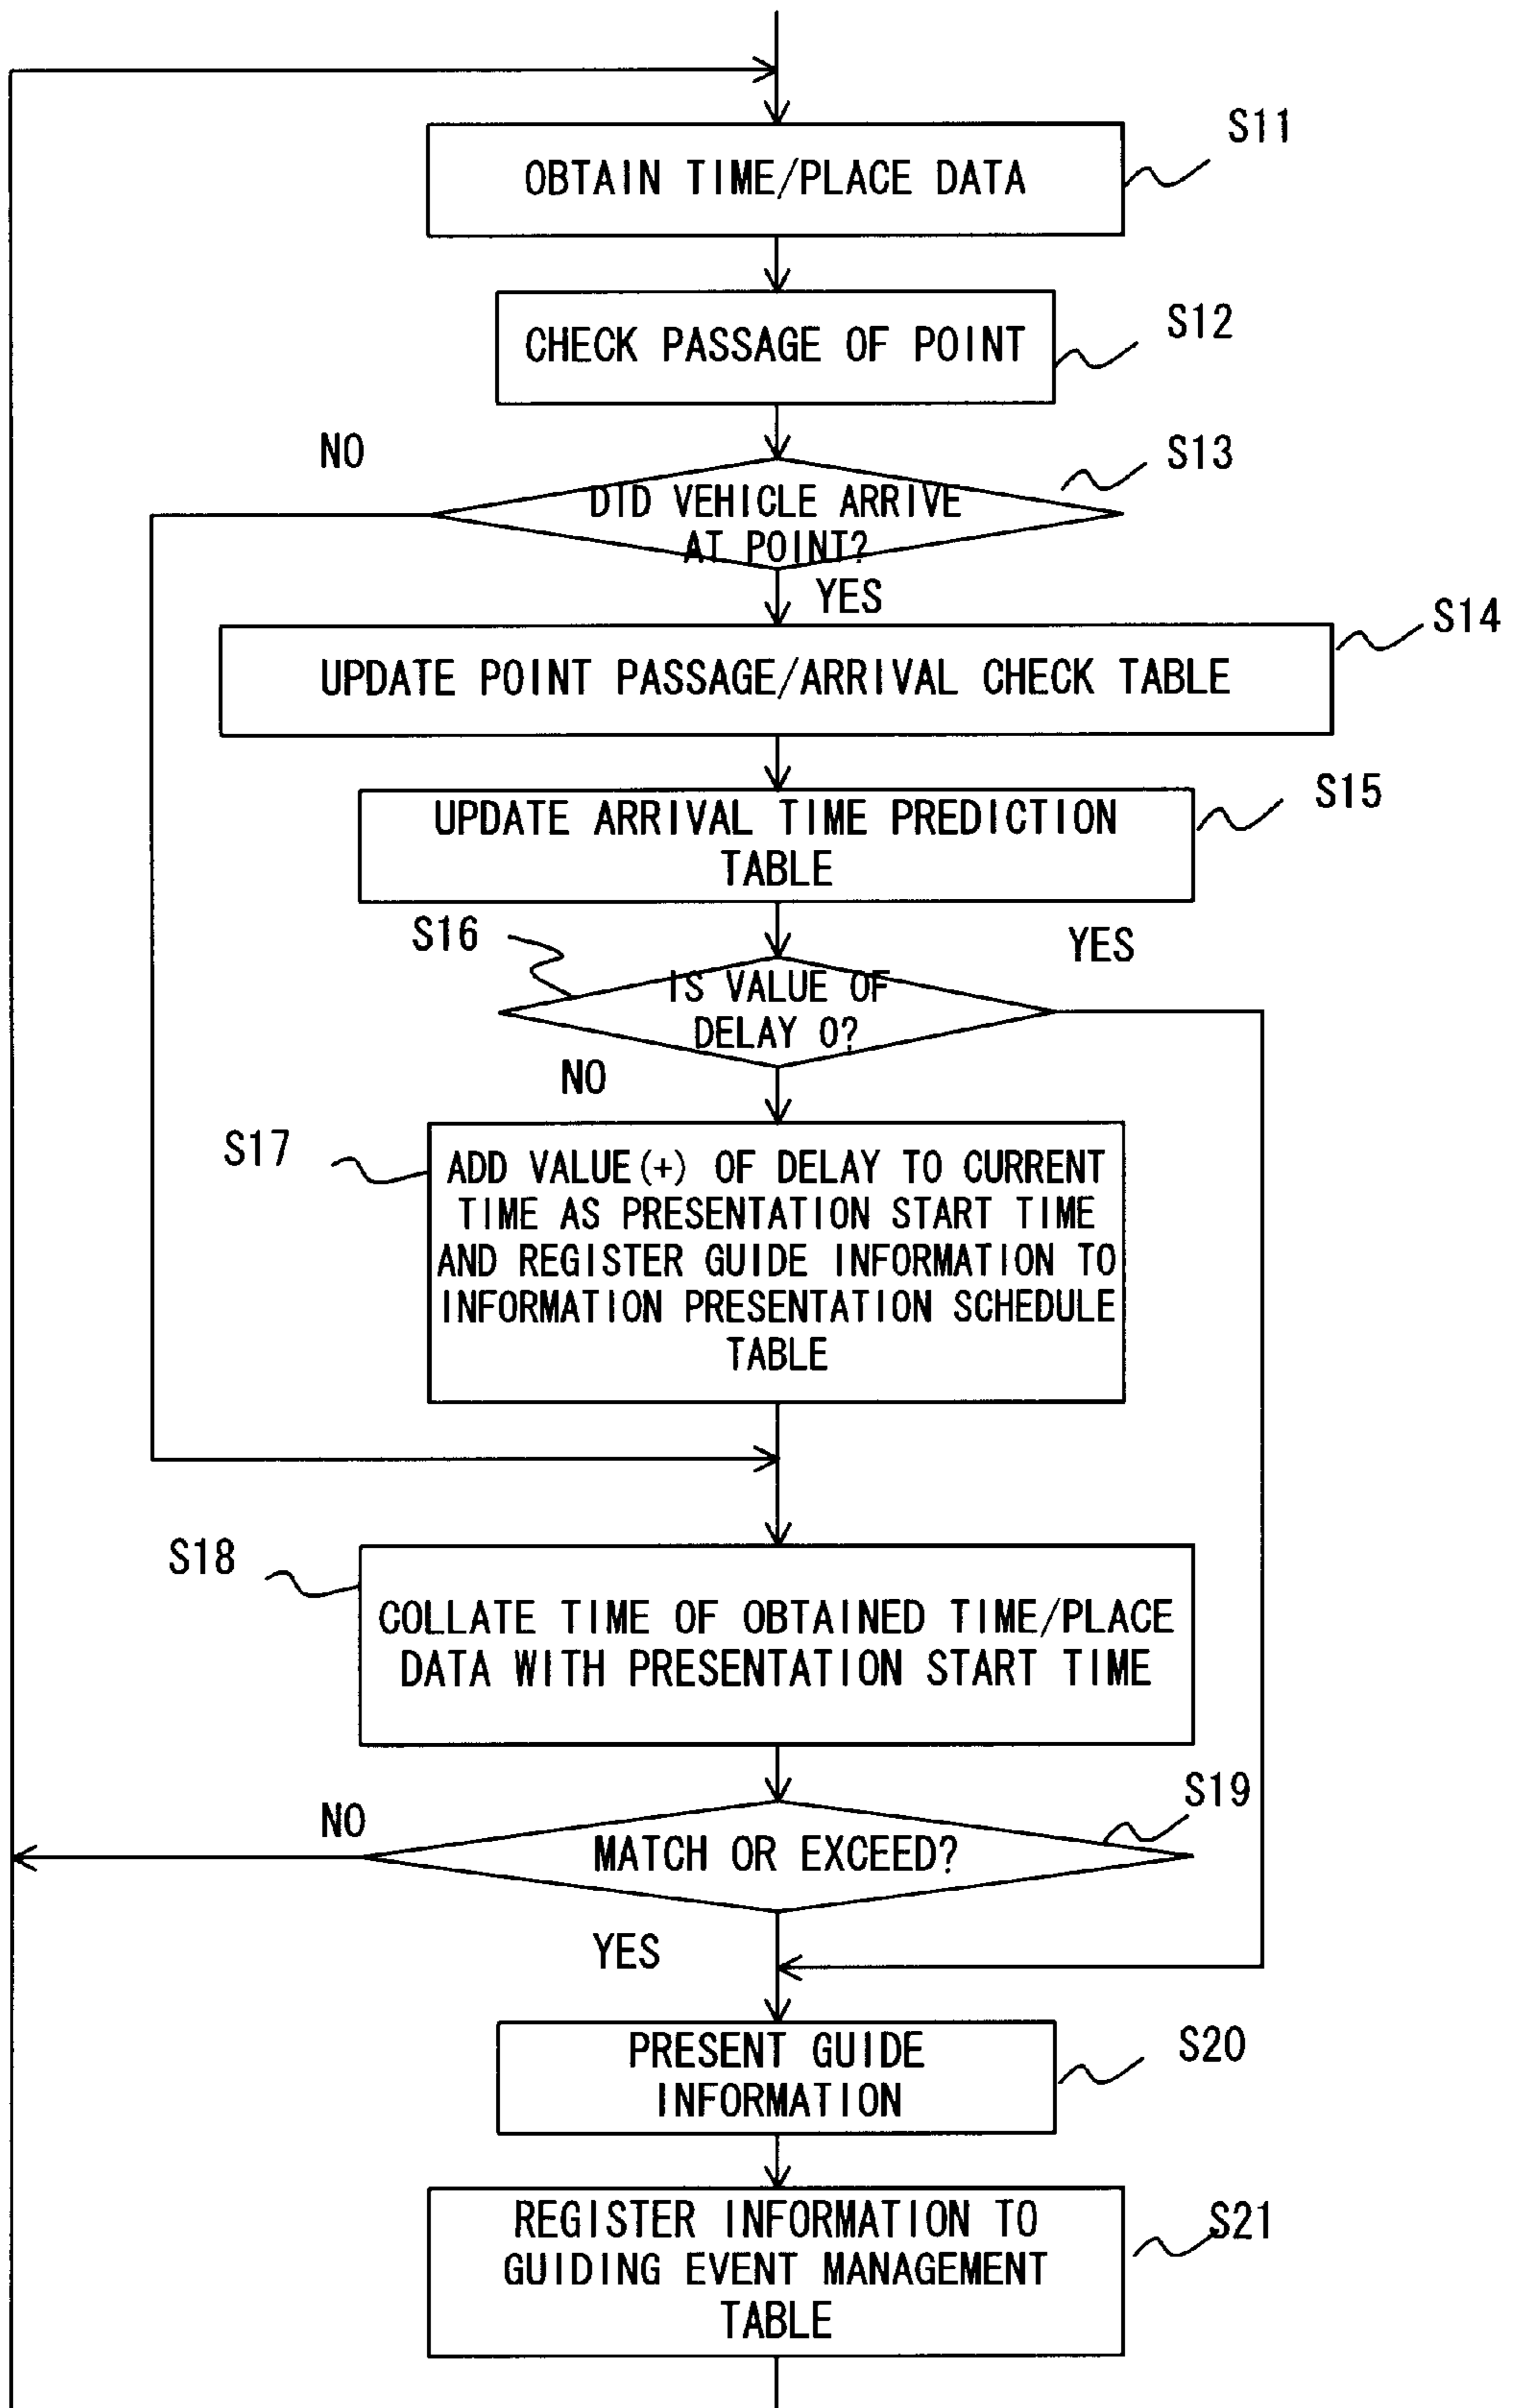 S11
OBTAIN TIME/PLACE DATA
S12
CHECK PASSAGE OF POINT
NO
S13
DID VEHICLE ARRIVE
AT POINT?
YES
S14
UPDATE POINT PASSAGE/ARRIVAL CHECK TABLE
S15
UPDATE ARRIVAL TIME PREDICTION
TABLE
S16
YES
IS VALUE OF
DELAY 0?
NO
S17
ADD VALUE(+) OF DELAY TO CURRENT
TIME AS PRESENTATION START TIME
AND REGISTER GUIDE INFORMATION TO
INFORMATION PRESENTATION SCHEDULE
TABLE
S18
COLLATE TIME OF OBTAINED TIME/PLACE
DATA WITH PRESENTATION START TIME
S19
NO
MATCH OR EXCEED?
YES
PRESENT GUIDE
INFORMATION
S20
REGISTER INFORMATION TO
GUIDING EVENT MANAGEMENT
TABLE
S21